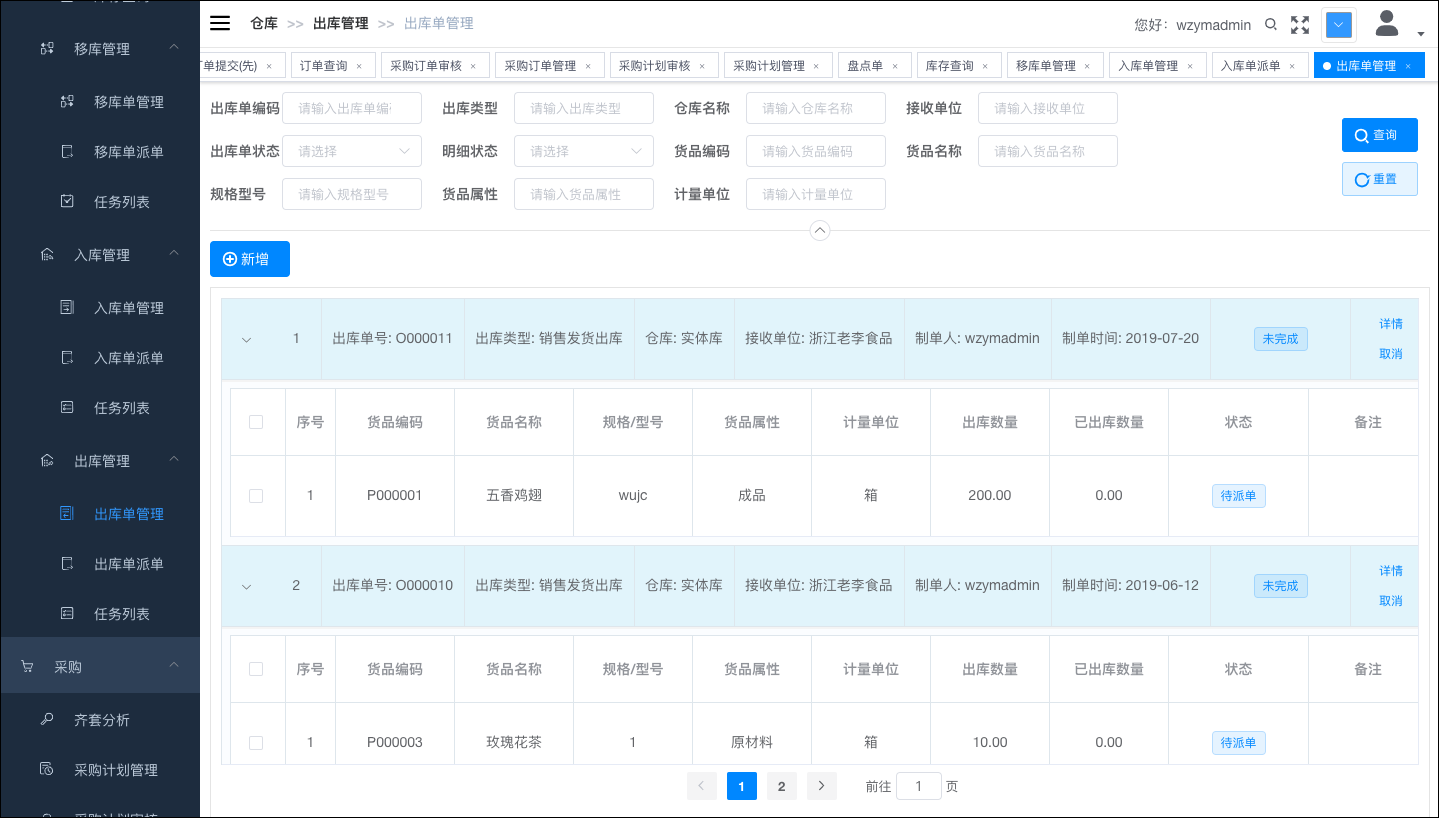 移库管理
移库单管理
移库单派单
任务列表
入库管理
入库单管理
入库单派单
任务列表
出库管理
出库单管理
出库单派单
任务列表
采购
齐套分析
采购计划管理
仓库 >> 出库管理 >> 出库单管理
您好: wzymadmin
单提交(先) × 订单查询 × 采购订单审核 × 采购订单管理 × 采购计划审核 × 采购计划管理 × 盘点单 × 库存查询 × 移库单管理 × 入库单管理 × 入库单派单 × 出库单管理 ×
出库单编码 请输入出库单编 出库类型 请输入出库类型 仓库名称 请输入仓库名称 接收单位 请输入接收单位
出库单状态 请选择 明细状态 请选择 货品编码 请输入货品编码 货品名称 请输入货品名称
规格型号 请输入规格型号 货品属性 请输入货品属性 计量单位 请输入计量单位
查询
重置
新增
1 出库单号: O000011 出库类型: 销售发货出库 仓库: 实体库 接收单位: 浙江老李食品 制单人: wzymadmin 制单时间: 2019-07-20 未完成 详情 取消
序号 货品编码 货品名称 规格/型号 货品属性 计量单位 出库数量 已出库数量 状态 备注
1 P000001 五香鸡翅 wujc 成品 箱 200.00 0.00 待派单
2 出库单号: O000010 出库类型: 销售发货出库 仓库: 实体库 接收单位: 浙江老李食品 制单人: wzymadmin 制单时间: 2019-06-12 未完成 详情 取消
序号 货品编码 货品名称 规格/型号 货品属性 计量单位 出库数量 已出库数量 状态 备注
1 P000003 玫瑰花茶 1 原材料 箱 10.00 0.00 待派单
1 2 前往 1 页